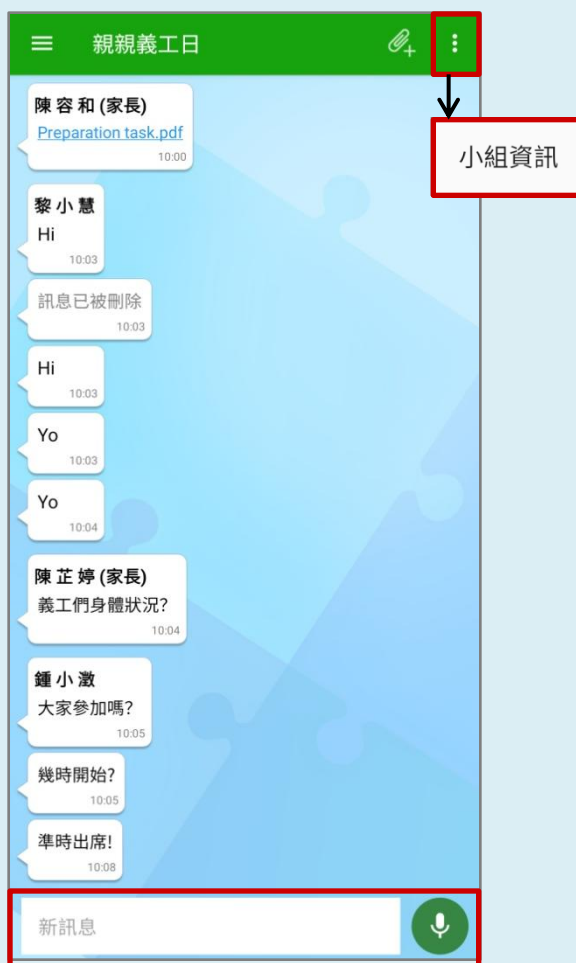 親親義工日
小組資訊
陳 容 和 (家長)
Preparation task.pdf
10:00
黎 小 慧
Hi
10:03
訊息已被刪除
10:03
Hi
10:03
Yo
10:03
Yo
10:04
陳 芷 婷 (家長)
義工們身體狀況?
10:04
鍾 小 澂
大家參加嗎?
10:05
幾時開始?
10:05
準時出席!
10:08
新訊息